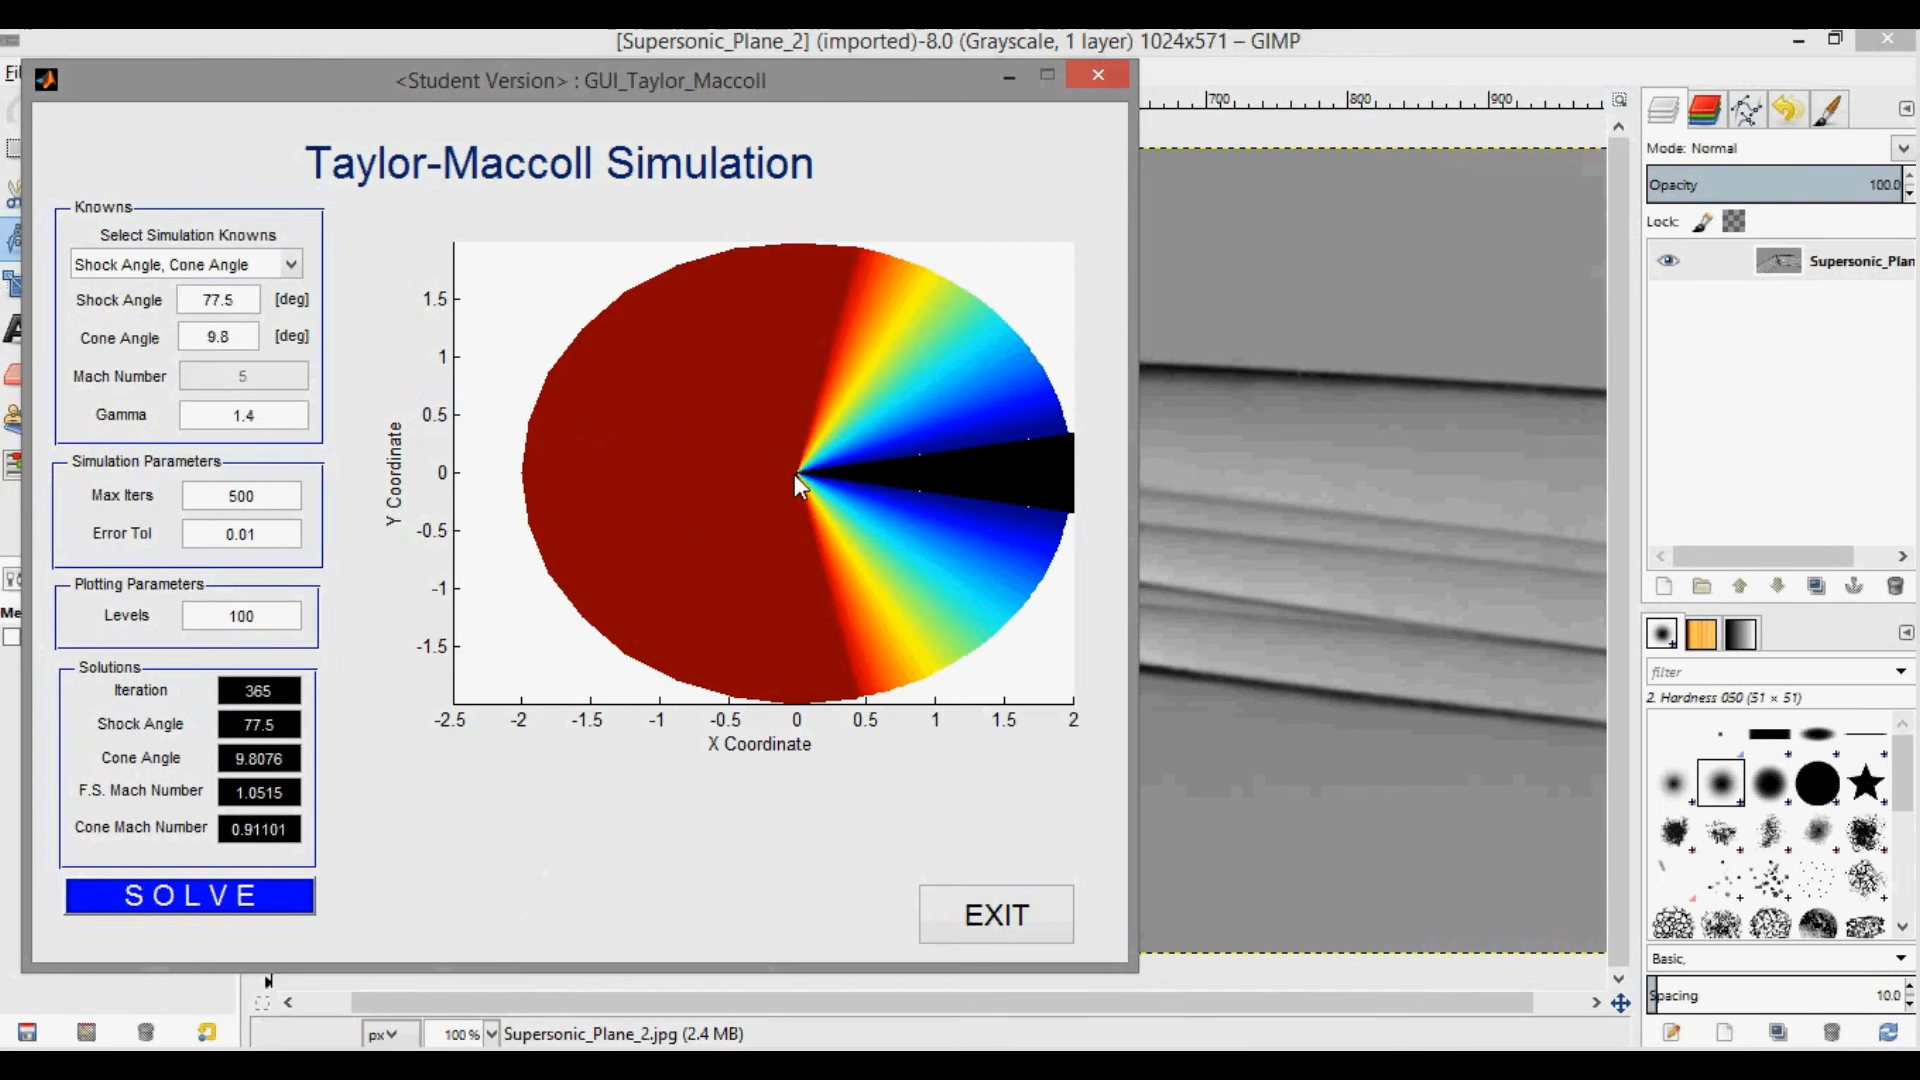 [Supersonic_Plane_2] (imported)-8.0 (Grayscale, 1 layer) 1024x571 – GIMP
<Student Version> : GUI_Taylor_Maccoll
Taylor-Maccoll Simulation
Knowns
Select Simulation Knowns
Shock Angle, Cone Angle
Shock Angle 77.5 [deg]
Cone Angle 9.8 [deg]
Mach Number 5
Gamma 1.4
Simulation Parameters
Max Iters 500
Error Tol 0.01
Plotting Parameters
Levels 100
Solutions
Iteration 365
Shock Angle 77.5
Cone Angle 9.8076
F.S. Mach Number 1.0515
Cone Mach Number 0.91101
S O L V E
Y Coordinate
1.5
1
0.5
0
-0.5
-1
-1.5
-2.5 -2 -1.5 -1 -0.5 0 0.5 1 1.5 2
X Coordinate
EXIT
700 800 900
Mode: Normal
Opacity 100.0
Lock:
Supersonic_Plan
filter
2. Hardness 050 (51 × 51)
Basic,
Spacing 10.0
px 100 % Supersonic_Plane_2.jpg (2.4 MB)